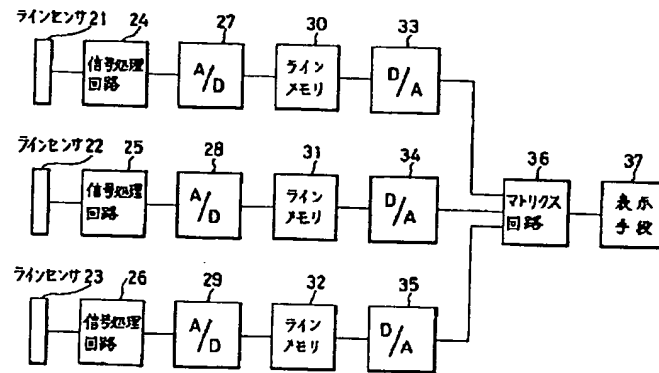 ラインセンサ21 24 27 30 33
信号処理
回路
A/D
ライン
メモリ
D/A
ラインセンサ
22 25 28 31 34 36 37
信号処理
回路
A/D
ライン
メモリ
D/A
マトリクス
回路
表示
手段
ラインセンサ23 26 29 32 35
信号処理
回路
A/D
ライン
メモリ
D/A